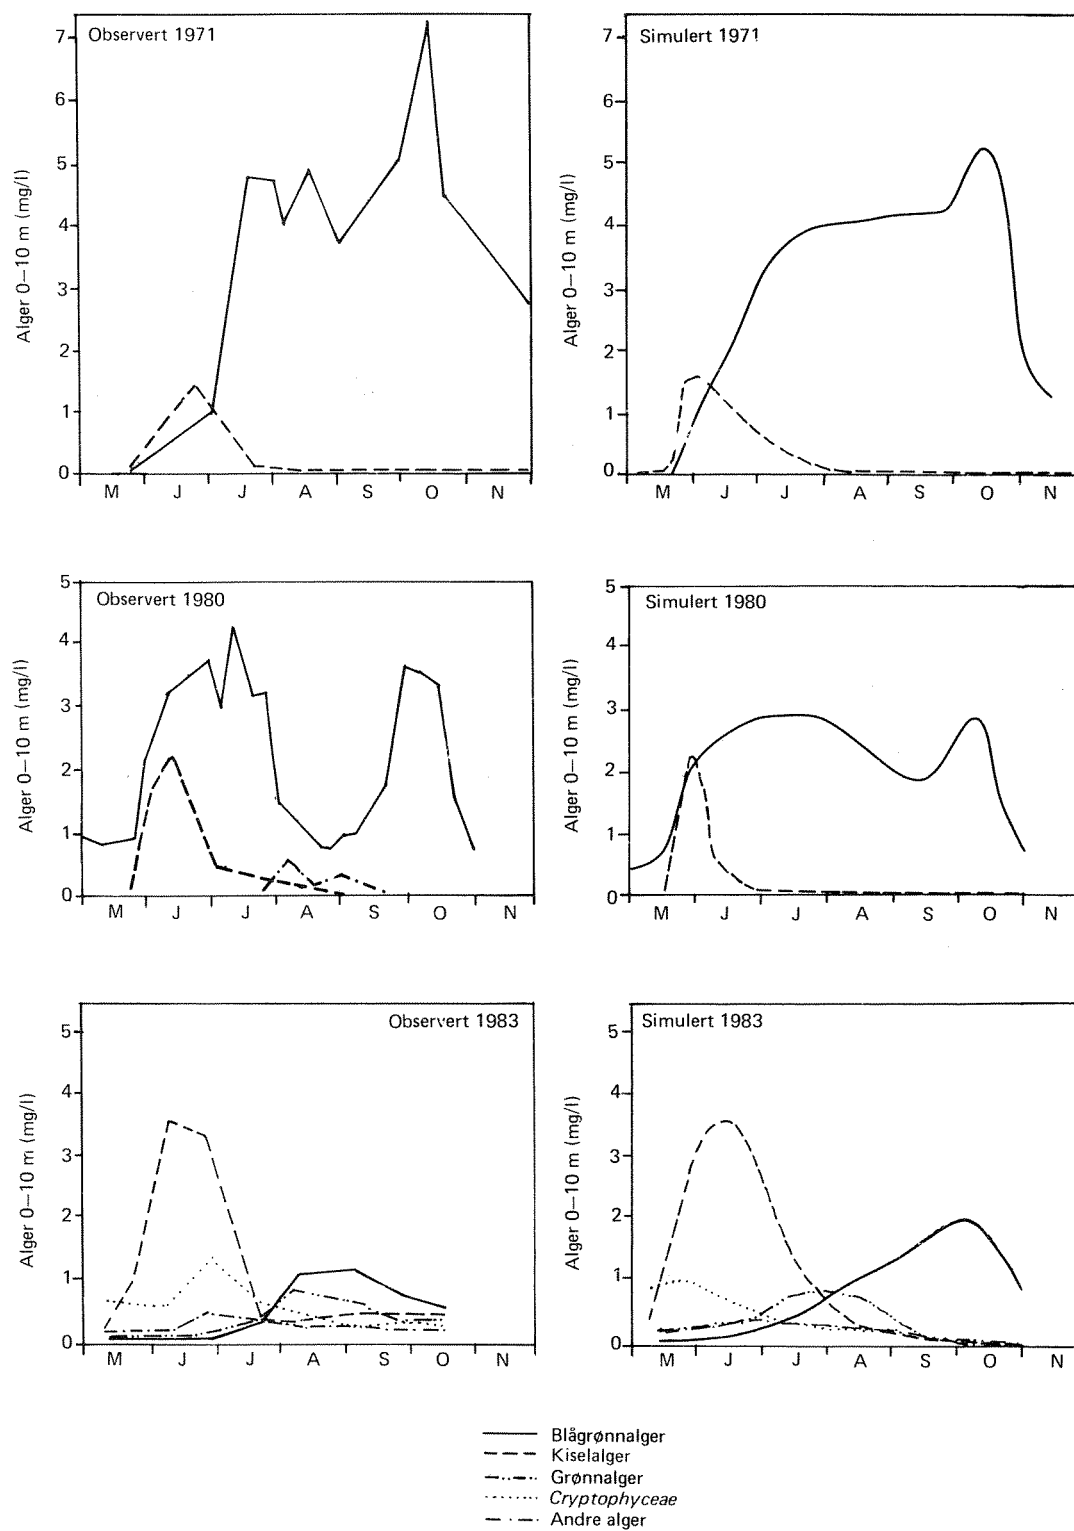 Observert 1971
Alger 0–10 m (mg/l)
7
6
5
4
3
2
1
0
M J J A S O N
Simulert 1971
Alger 0–10 m (mg/l)
7
6
5
4
3
2
1
0
M J J A S O N
Observert 1980
Alger 0–10 m (mg/l)
5
4
3
2
1
0
M J J A S O N
Simulert 1980
Alger 0–10 m (mg/l)
5
4
3
2
1
0
M J J A S O N
Observert 1983
Alger 0–10 m (mg/l)
5
4
3
2
1
0
M J J A S O N
Simulert 1983
Alger 0–10 m (mg/l)
5
4
3
2
1
0
M J J A S O N
Blågrønnalger
Kiselalger
Grønnalger
Cryptophyceae
Andre alger